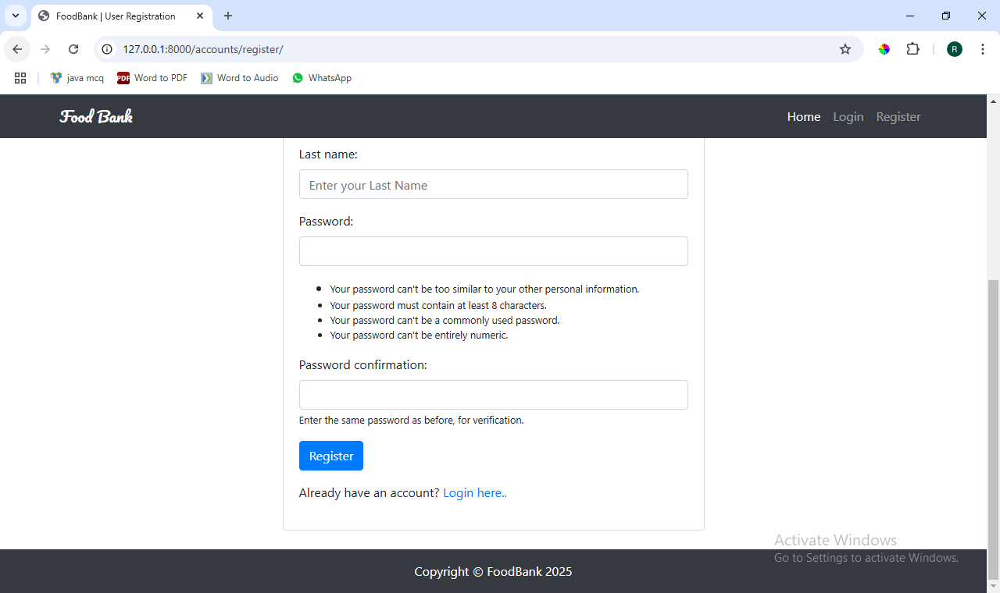 FoodBank | User Registration
127.0.0.1:8000/accounts/register/
R
java mcq
PDF
Word to PDF
Word to Audio
WhatsApp
Food Bank
Home
Login
Register
Last name:
Enter your Last Name
Password:
Your password can't be too similar to your other personal information.
Your password must contain at least 8 characters.
Your password can't be a commonly used password.
Your password can't be entirely numeric.
Password confirmation:
Enter the same password as before, for verification.
Register
Already have an account? Login here..
Activate Windows
Go to Settings to activate Windows.
Copyright © FoodBank 2025